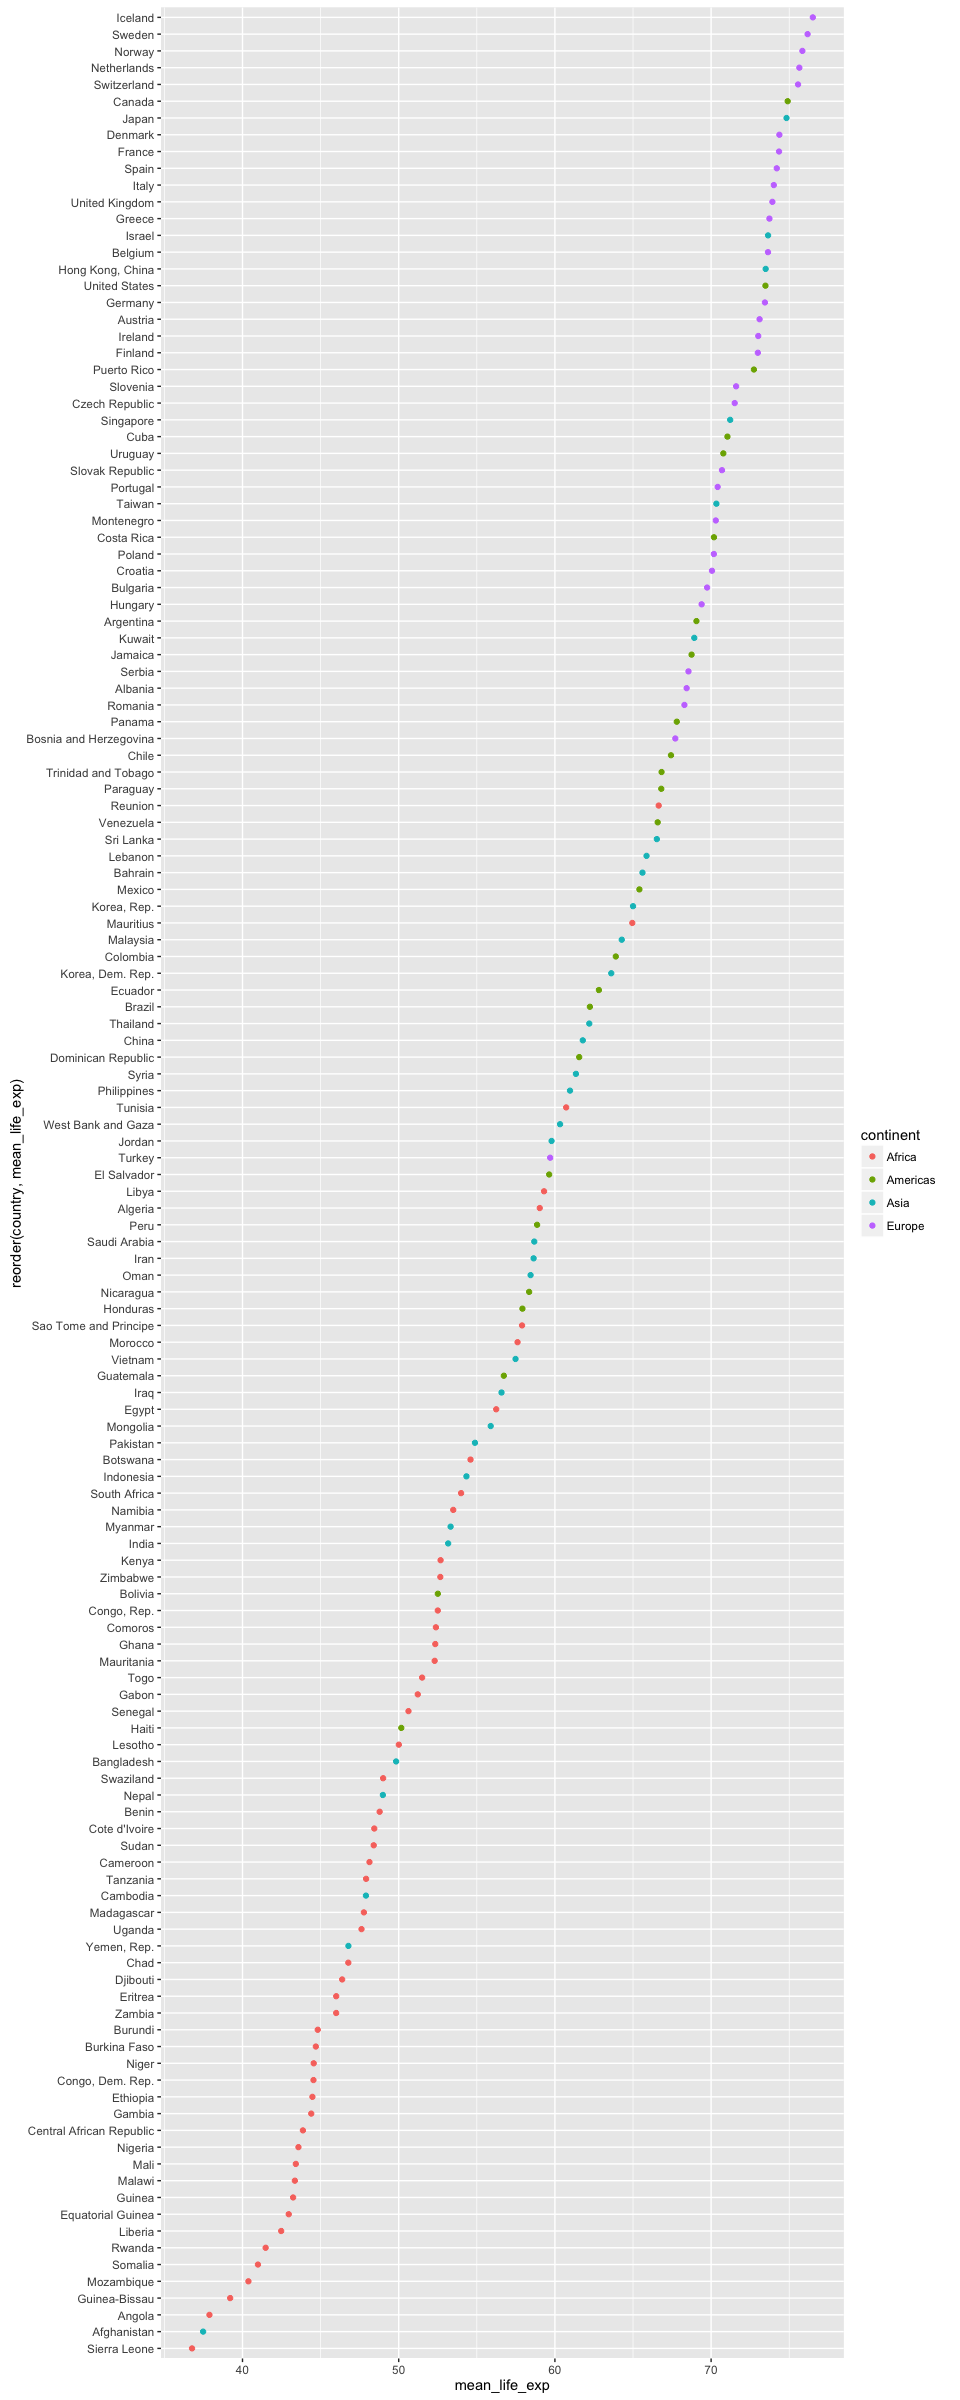 Iceland
Sweden
Norway
Netherlands
Switzerland
Canada
Japan
Denmark
France
Spain
Italy
United Kingdom
Greece
Israel
Belgium
Hong Kong, China
United States
Germany
Austria
Ireland
Finland
Puerto Rico
Slovenia
Czech Republic
Singapore
Cuba
Uruguay
Slovak Republic
Portugal
Taiwan
Montenegro
Costa Rica
Poland
Croatia
Bulgaria
Hungary
Argentina
Kuwait
Jamaica
Serbia
Albania
Romania
Panama
Bosnia and Herzegovina
Chile
Trinidad and Tobago
Paraguay
Reunion
Venezuela
Sri Lanka
Lebanon
Bahrain
Mexico
Korea, Rep.
Mauritius
Malaysia
Colombia
Korea, Dem. Rep.
Ecuador
Brazil
Thailand
China
Dominican Republic
Syria
Philippines
Tunisia
West Bank and Gaza
Jordan
Turkey
El Salvador
Libya
Algeria
Peru
Saudi Arabia
Iran
Oman
Nicaragua
Honduras
Sao Tome and Principe
Morocco
Vietnam
Guatemala
Iraq
Egypt
Mongolia
Pakistan
Botswana
Indonesia
South Africa
Namibia
Myanmar
India
Kenya
Zimbabwe
Bolivia
Congo, Rep.
Comoros
Ghana
Mauritania
Togo
Gabon
Senegal
Haiti
Lesotho
Bangladesh
Swaziland
Nepal
Benin
Cote d'Ivoire
Sudan
Cameroon
Tanzania
Cambodia
Madagascar
Uganda
Yemen, Rep.
Chad
Djibouti
Eritrea
Zambia
Burundi
Burkina Faso
Niger
Congo, Dem. Rep.
Ethiopia
Gambia
Central African Republic
Nigeria
Mali
Malawi
Guinea
Equatorial Guinea
Liberia
Rwanda
Somalia
Mozambique
Guinea-Bissau
Angola
Afghanistan
Sierra Leone
reorder(country, mean_life_exp)
40 50 60 70
mean_life_exp
continent
Africa
Americas
Asia
Europe